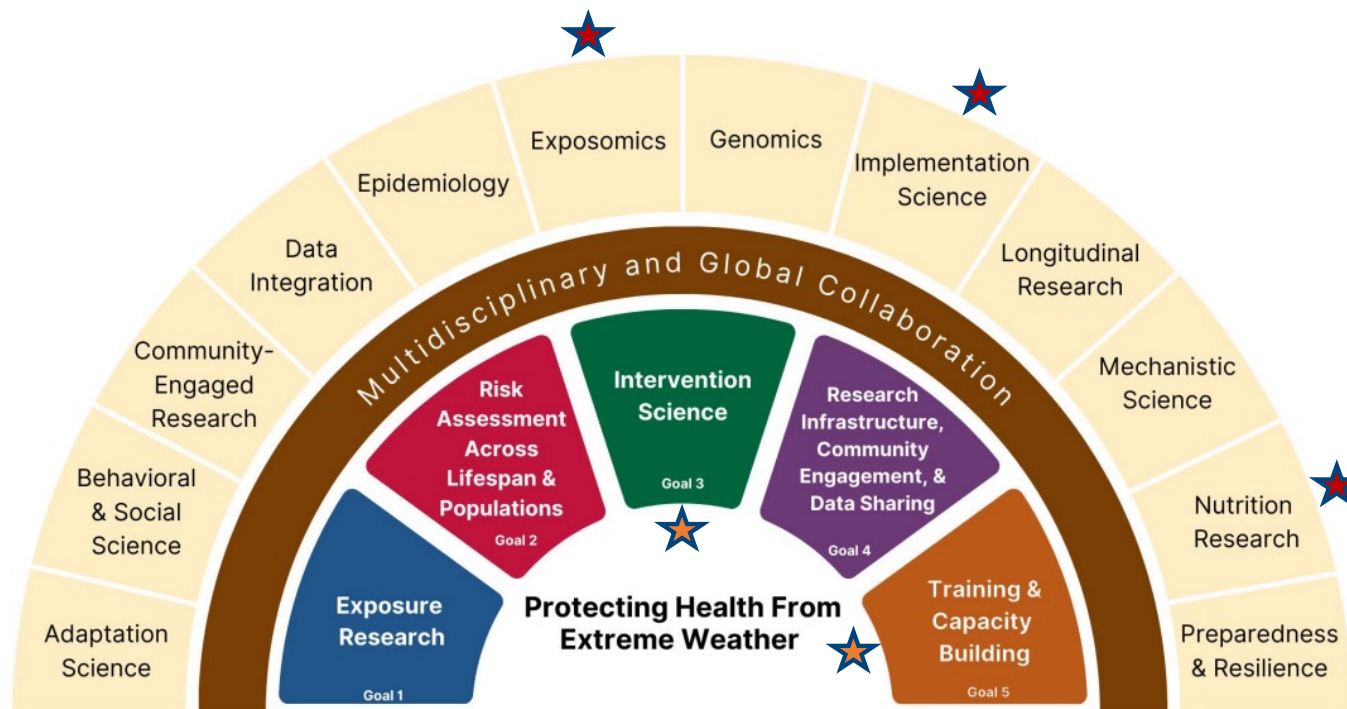 Adaptation
Science
Behavioral
& Social
Science
Community-
Engaged
Research
Data
Integration
Epidemiology
Exposomics
Genomics
Implementation
Science
Longitudinal
Research
Mechanistic
Science
Nutrition
Research
Preparedness
& Resilience
Multidisciplinary and Global Collaboration
Exposure
Research
Goal 1
Risk
Assessment
Across
Lifespan &
Populations
Goal 2
Intervention
Science
Goal 3
Research
Infrastructure,
Community
Engagement, &
Data Sharing
Goal 4
Training &
Capacity
Building
Goal 5
Protecting Health From
Extreme Weather